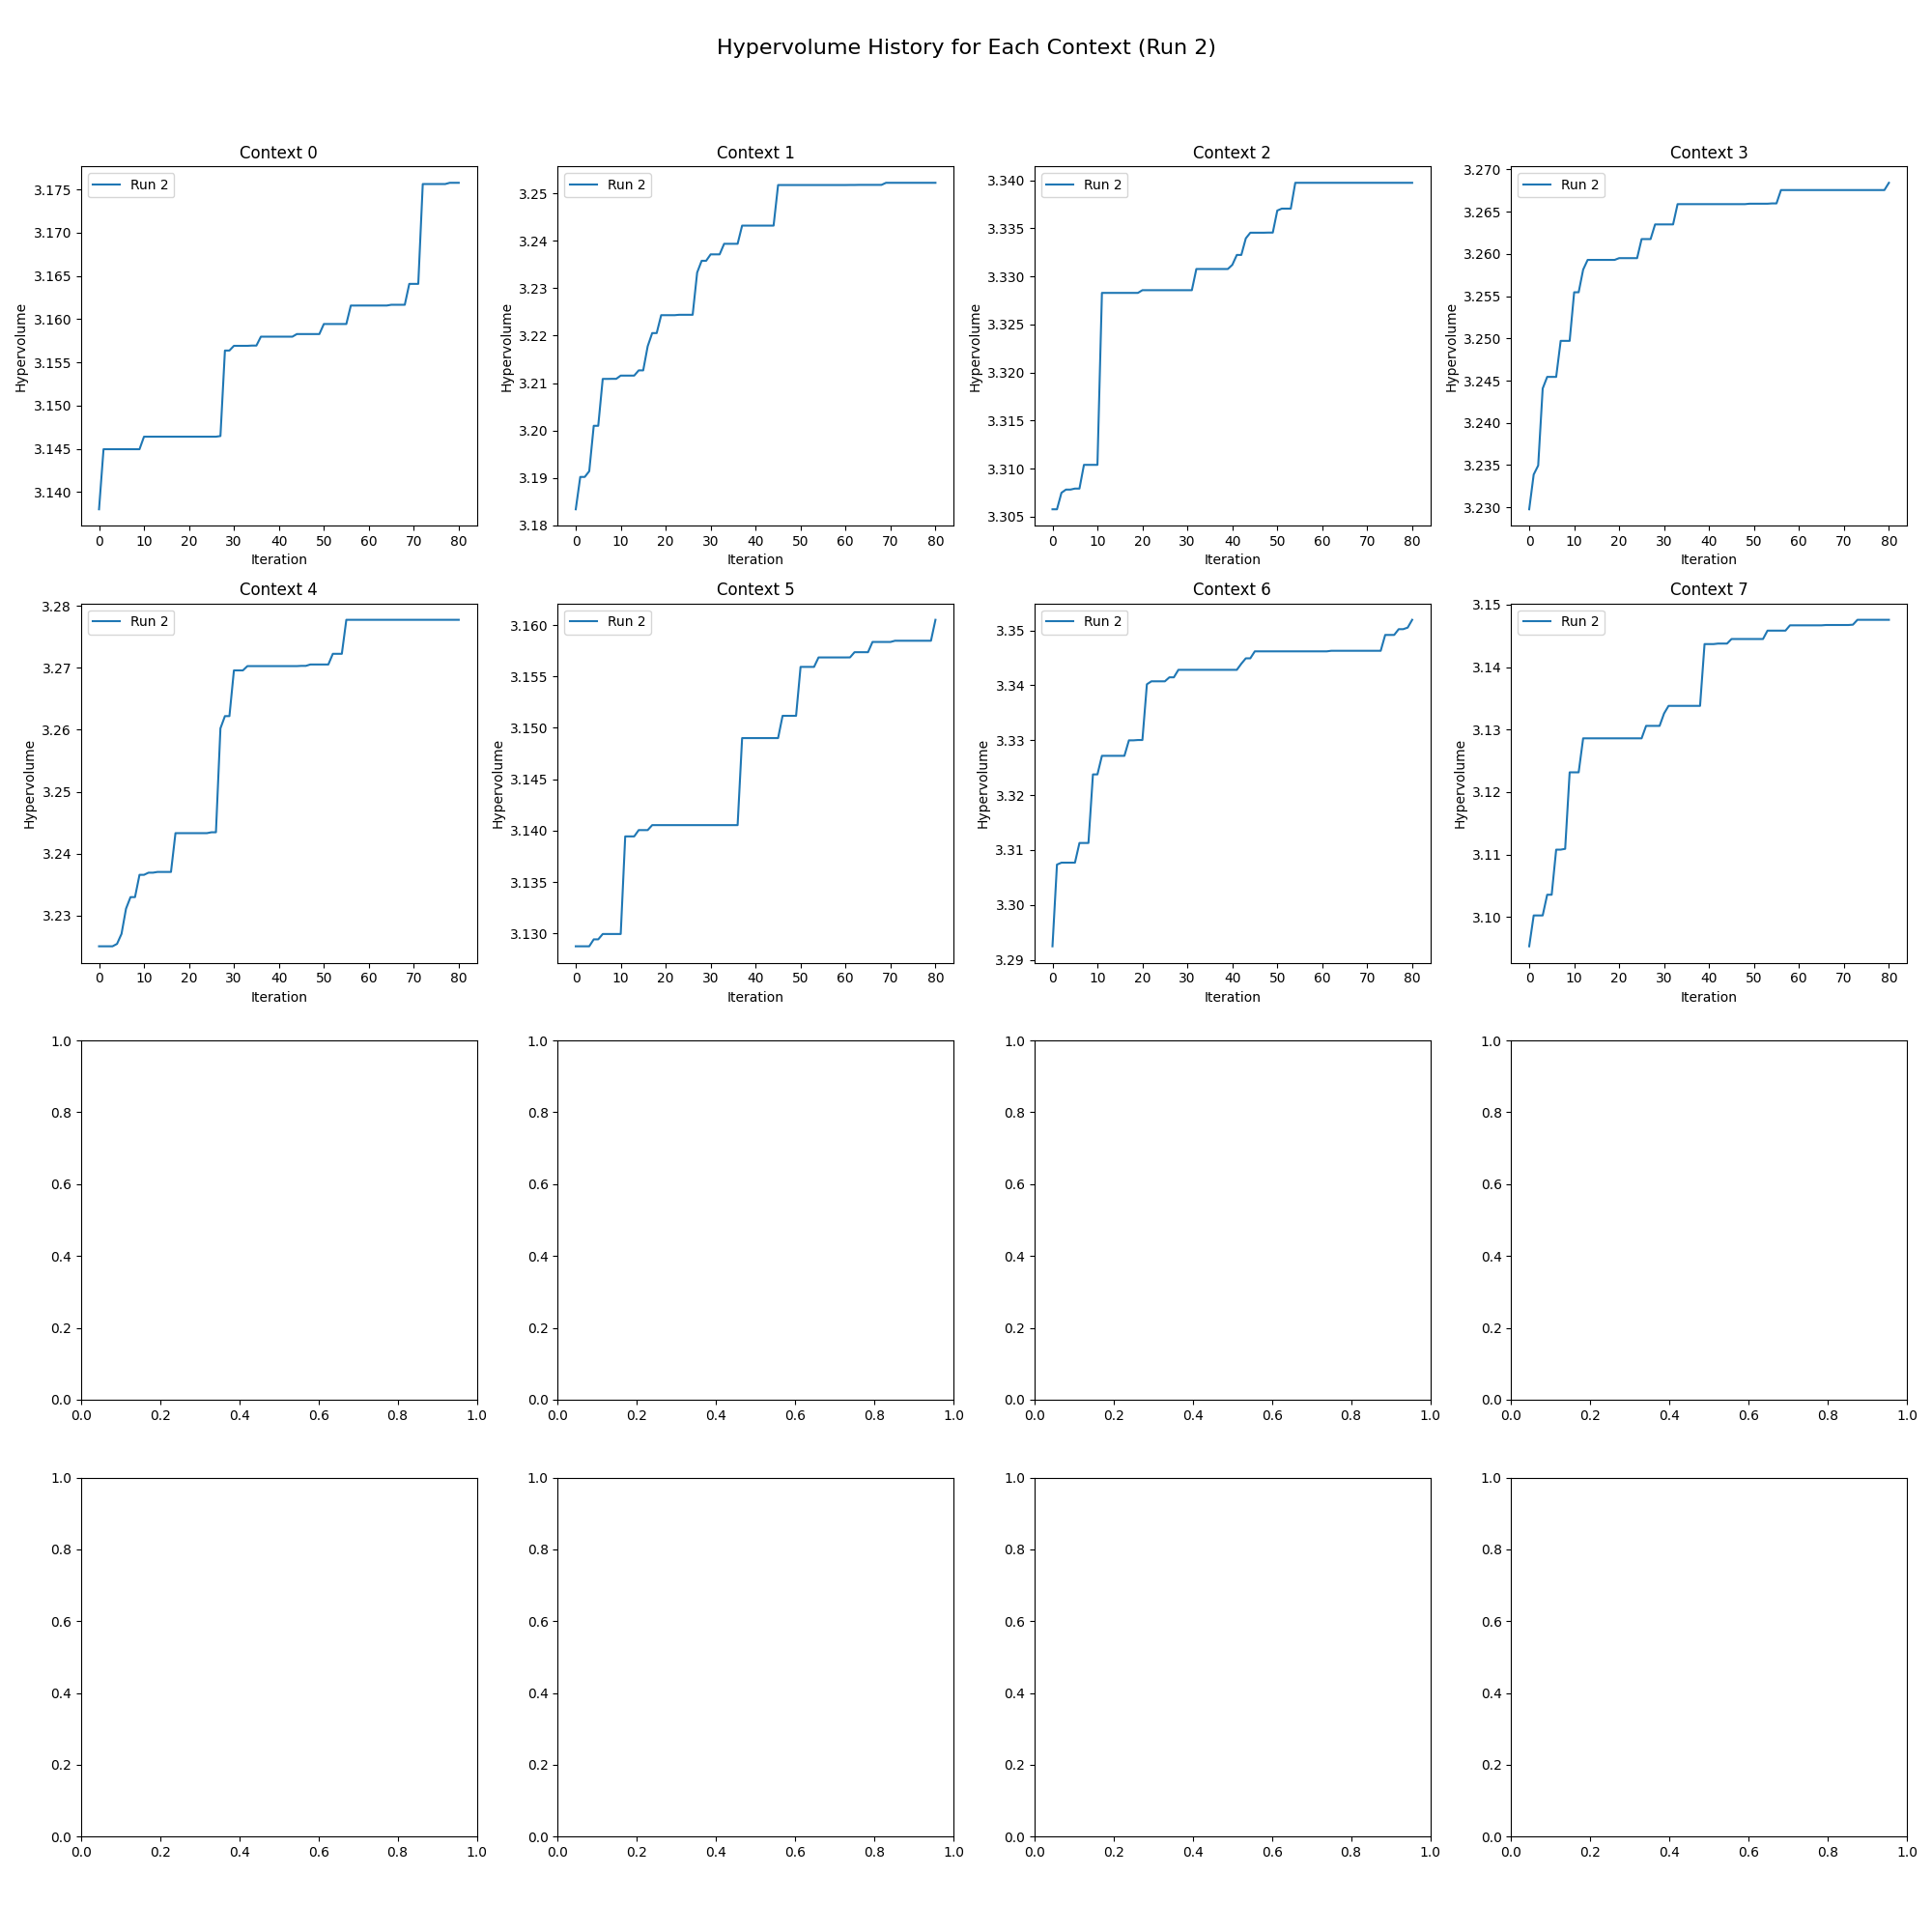 Hypervolume History for Each Context (Run 2)
Context 0
Run 2
3.175
3.170
3.165
3.160
3.155
3.150
3.145
3.140
Hypervolume
0 10 20 30 40 50 60 70 80
Iteration
Context 1
Run 2
3.25
3.24
3.23
3.22
3.21
3.20
3.19
3.18
Hypervolume
0 10 20 30 40 50 60 70 80
Iteration
Context 2
Run 2
3.340
3.335
3.330
3.325
3.320
3.315
3.310
3.305
Hypervolume
0 10 20 30 40 50 60 70 80
Iteration
Context 3
Run 2
3.270
3.265
3.260
3.255
3.250
3.245
3.240
3.235
3.230
Hypervolume
0 10 20 30 40 50 60 70 80
Iteration
Context 4
Run 2
3.28
3.27
3.26
3.25
3.24
3.23
Hypervolume
0 10 20 30 40 50 60 70 80
Iteration
Context 5
Run 2
3.160
3.155
3.150
3.145
3.140
3.135
3.130
Hypervolume
0 10 20 30 40 50 60 70 80
Iteration
Context 6
Run 2
3.35
3.34
3.33
3.32
3.31
3.30
3.29
Hypervolume
0 10 20 30 40 50 60 70 80
Iteration
Context 7
Run 2
3.15
3.14
3.13
3.12
3.11
3.10
Hypervolume
0 10 20 30 40 50 60 70 80
Iteration
1.0
0.8
0.6
0.4
0.2
0.0
0.0 0.2 0.4 0.6 0.8 1.0
1.0
0.8
0.6
0.4
0.2
0.0
0.0 0.2 0.4 0.6 0.8 1.0
1.0
0.8
0.6
0.4
0.2
0.0
0.0 0.2 0.4 0.6 0.8 1.0
1.0
0.8
0.6
0.4
0.2
0.0
0.0 0.2 0.4 0.6 0.8 1.0
1.0
0.8
0.6
0.4
0.2
0.0
0.0 0.2 0.4 0.6 0.8 1.0
1.0
0.8
0.6
0.4
0.2
0.0
0.0 0.2 0.4 0.6 0.8 1.0
1.0
0.8
0.6
0.4
0.2
0.0
0.0 0.2 0.4 0.6 0.8 1.0
1.0
0.8
0.6
0.4
0.2
0.0
0.0 0.2 0.4 0.6 0.8 1.0